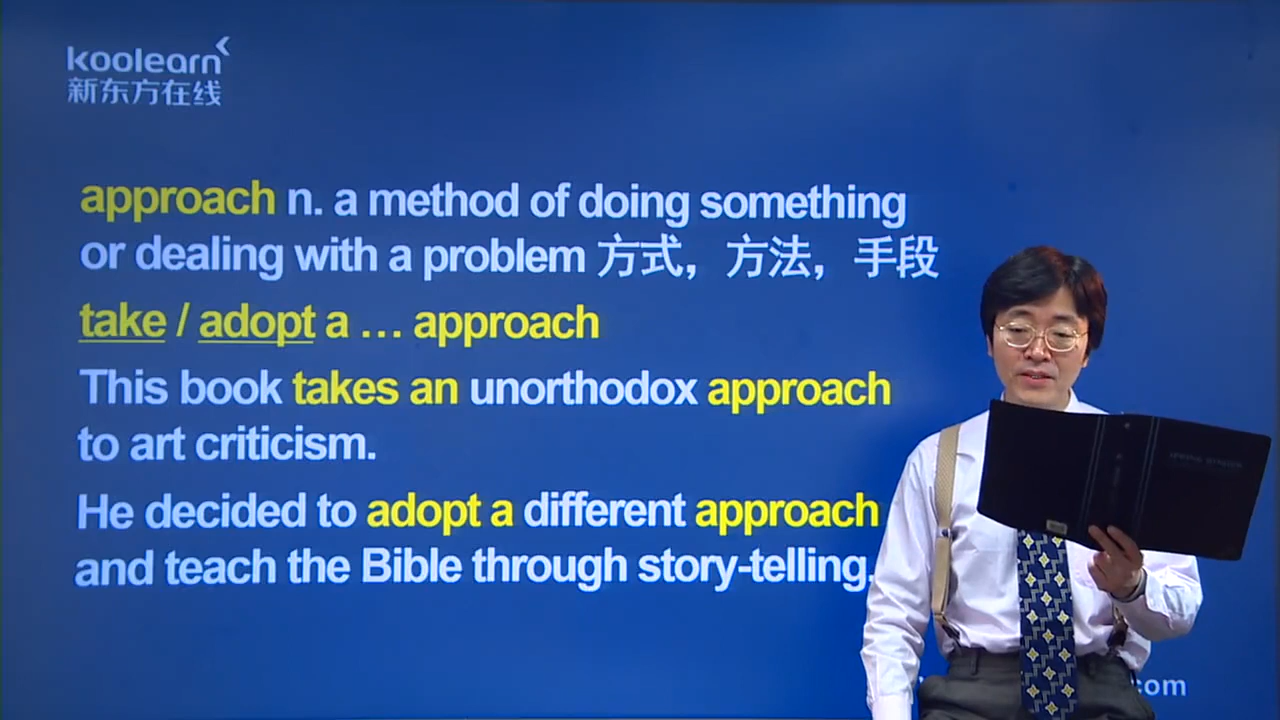 koolearn
新东方在线
approach n. a method of doing something
or dealing with a problem 方式，方法，手段
take / adopt a … approach
This book takes an unorthodox approach
to art criticism.
He decided to adopt a different approach
and teach the Bible through story-telling.
com